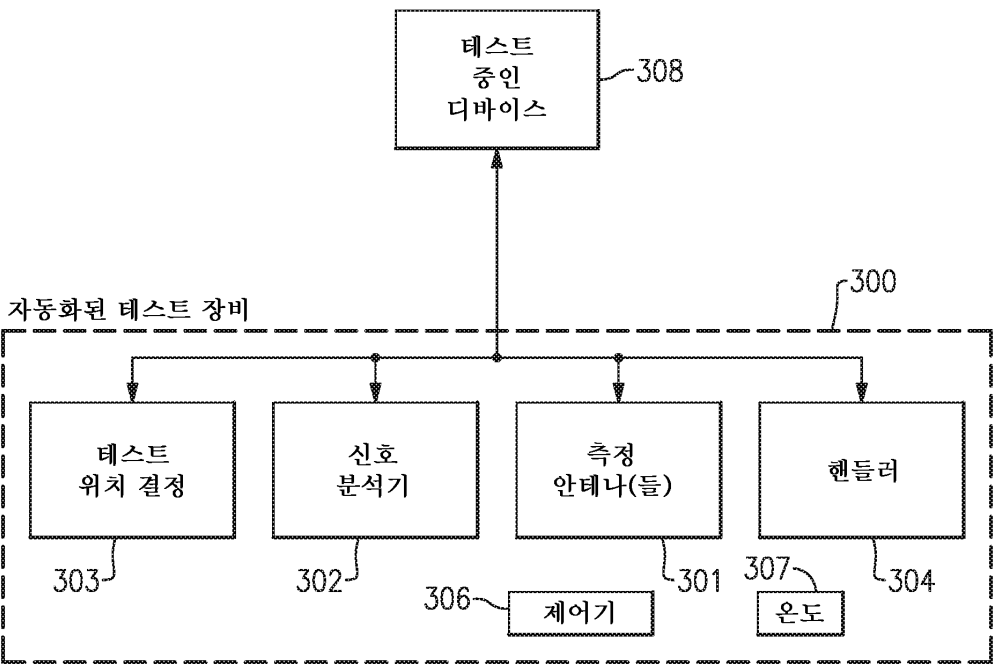 테스트
중인
디바이스
308
300
자동화된 테스트 장비
테스트
위치 결정
신호
분석기
측정
안테나(들)
핸들러
303
302
301
304
306
제어기
307
온도